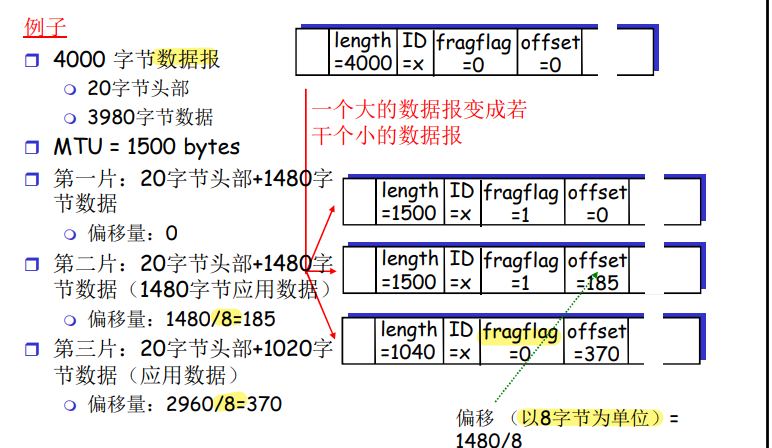 例子
4000 字节数据报
20字节头部
3980字节数据
MTU = 1500 bytes
第一片：20字节头部+1480字
节数据
偏移量：0
第二片：20字节头部+1480字
节数据（1480字节应用数据）
偏移量：1480/8=185
第三片：20字节头部+1020字
节数据（应用数据）
偏移量：2960/8=370
length ID fragflag offset
=4000 =x =0 =0
一个大的数据报变成若
干个小的数据报
length ID fragflag offset
=1500 =x =1 =0
length ID fragflag offset
=1500 =x =1 =185
length ID fragflag offset
=1040 =x =0 =370
偏移 （以8字节为单位）=
1480/8